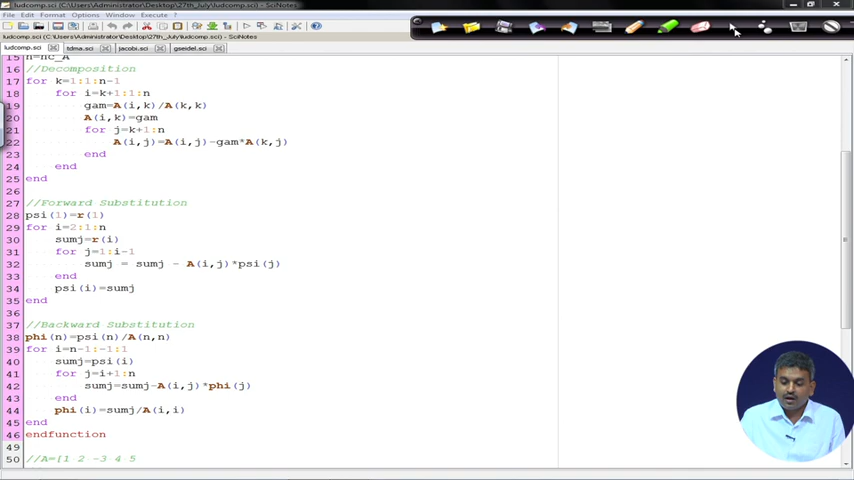 ludcomp.sci (C:\Users\Administrator\Desktop\27th_July\ludcomp.sci) - SciNotes
File Edit Format Options Window Execute ?
ludcomp.sci (C:\Users\Administrator\Desktop\27th_July\ludcomp.sci) - SciNotes
ludcomp.sci tdma.sci jacobi.sci gseidel.sci
15 n=nc_A
16 //Decomposition
17 for k=1:1:n-1
18 for i=k+1:1:n
19 gam=A(i,k)/A(k,k)
20 A(i,k)=gam
21 for j=k+1:n
22 A(i,j)=A(i,j)-gam*A(k,j)
23 end
24 end
25 end
26
27 //Forward Substitution
28 psi(1)=r(1)
29 for i=2:1:n
30 sumj=r(i)
31 for j=1:i-1
32 sumj = sumj - A(i,j)*psi(j)
33 end
34 psi(i)=sumj
35 end
36
37 //Backward Substitution
38 phi(n)=psi(n)/A(n,n)
39 for i=n-1:-1:1
40 sumj=psi(i)
41 for j=i+1:n
42 sumj=sumj-A(i,j)*phi(j)
43 end
44 phi(i)=sumj/A(i,i)
45 end
46 endfunction
49
50 //A=[1 2 -3 4 5